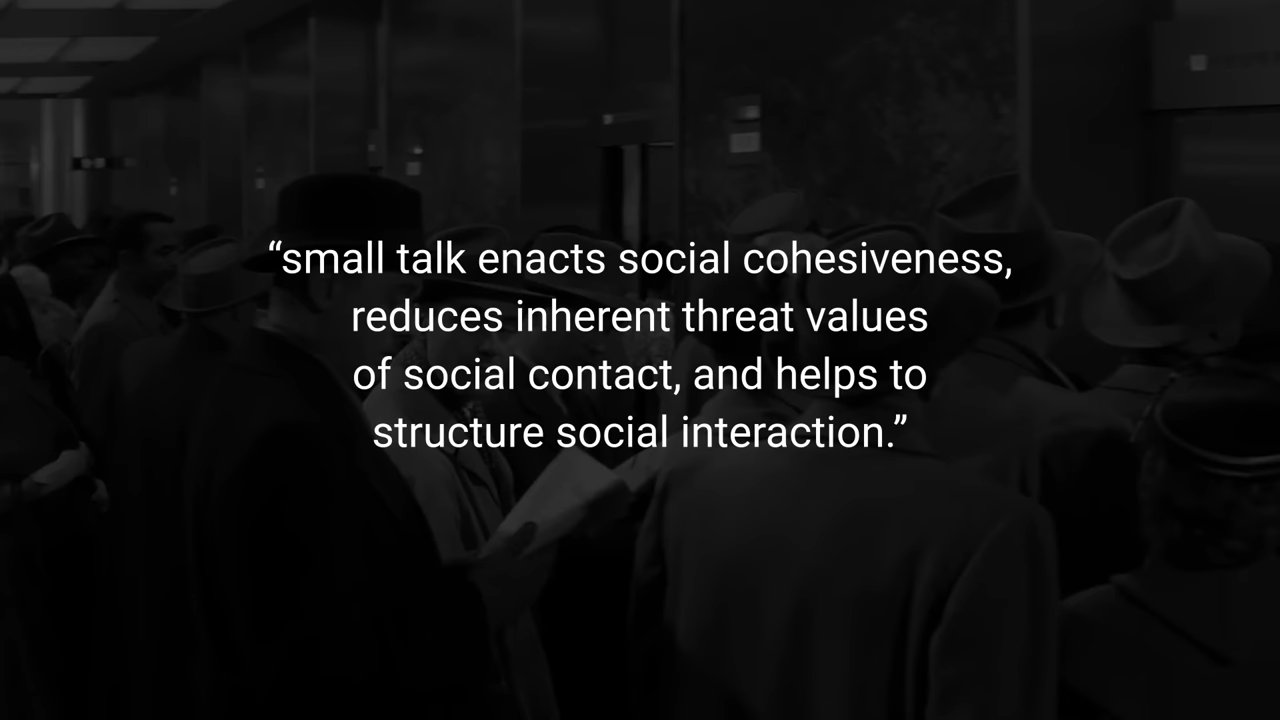 “small talk enacts social cohesiveness,
reduces inherent threat values
of social contact, and helps to
structure social interaction.”